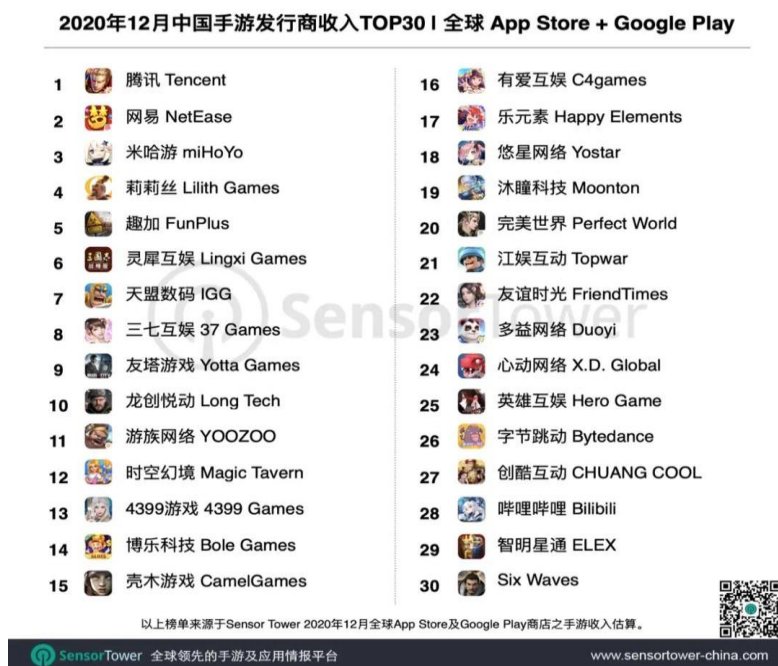 2020年12月中国手游发行商收入TOP30 | 全球 App Store + Google Play
1 腾讯 Tencent
2 网易 NetEase
3 米哈游 miHoYo
4 莉莉丝 Lilith Games
5 趣加 FunPlus
6 灵犀互娱 Lingxi Games
7 天盟数码 IGG
8 三七互娱 37 Games
9 友塔游戏 Yotta Games
10 龙创悦动 Long Tech
11 游族网络 YOOZOO
12 时空幻境 Magic Tavern
13 4399游戏 4399 Games
14 博乐科技 Bole Games
15 壳木游戏 CamelGames
16 有爱互娱 C4games
17 乐元素 Happy Elements
18 悠星网络 Yostar
19 沐瞳科技 Moonton
20 完美世界 Perfect World
21 江娱互动 Topwar
22 友谊时光 FriendTimes
23 多益网络 Duoyi
24 心动网络 X.D. Global
25 英雄互娱 Hero Game
26 字节跳动 Bytedance
27 创酷互动 CHUANG COOL
28 哔哩哔哩 Bilibili
29 智明星通 ELEX
30 Six Waves
SensorTower
以上榜单来源于Sensor Tower 2020年12月全球App Store及Google Play商店之手游收入估算。
SensorTower 全球领先的手游及应用情报平台
www.sensortower-china.com